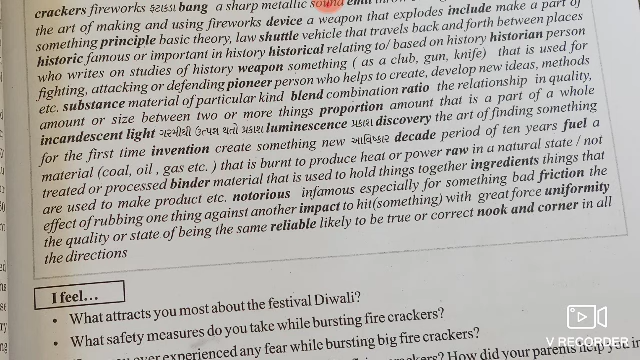 crackers fireworks ફટાકડા bang a sharp metallic sound emit
the art of making and using fireworks device a weapon that explodes include make a part of
something principle basic theory, law shuttle vehicle that travels back and forth between places
historic famous or important in history historical relating to/ based on history historian person
who writes on studies of history weapon something ( as a club, gun, knife) that is used for
fighting, attacking or defending pioneer person who helps to create, develop new ideas, methods
etc. substance material of particular kind blend combination ratio the relationship in quality,
amount or size between two or more things proportion amount that is a part of a whole
incandescent light ગરમીથી ઉત્પન્ન થતો પ્રકાશ luminescence પ્રકાશ discovery the art of finding something
for the first time invention create something new આવિષ્કાર decade period of ten years fuel a
material (coal, oil , gas etc. ) that is burnt to produce heat or power raw in a natural state / not
treated or processed binder material that is used to hold things together ingredients things that
are used to make product etc. notorious infamous especially for something bad friction the
effect of rubbing one thing against another impact to hit(something) with great force uniformity
the quality or state of being the same reliable likely to be true or correct nook and corner in all
the directions
I feel...
• What attracts you most about the festival Diwali?
• What safety measures do you take while bursting fire crackers?
ever experienced any fear while bursting big fire crackers?
crackers? How did your parents help you
V RECORDER